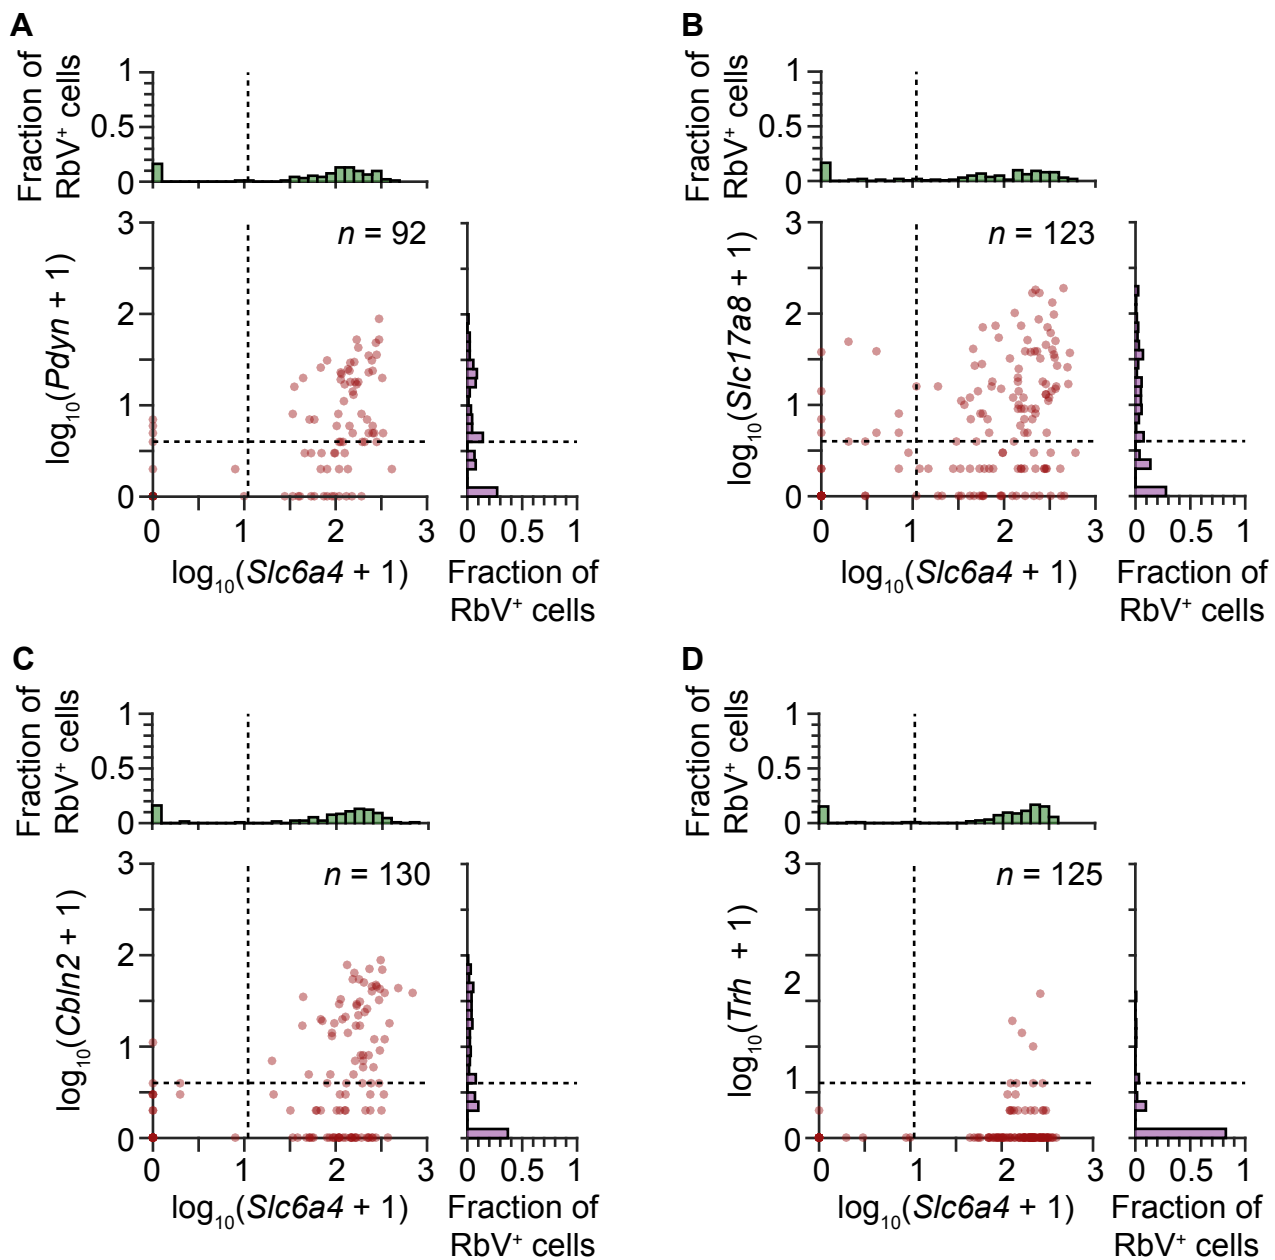 A
Fraction of
RbV⁺ cells
1
0.5
0
n = 92
log₁₀(Pdyn + 1)
3
2
1
0
0 1 2 3
log₁₀(Slc6a4 + 1)
0 0.5 1
Fraction of
RbV⁺ cells
B
Fraction of
RbV⁺ cells
1
0.5
0
n = 123
log₁₀(Slc17a8 + 1)
3
2
1
0
0 1 2 3
log₁₀(Slc6a4 + 1)
0 0.5 1
Fraction of
RbV⁺ cells
C
Fraction of
RbV⁺ cells
1
0.5
0
n = 130
log₁₀(Cbln2 + 1)
3
2
1
0
0 1 2 3
log₁₀(Slc6a4 + 1)
0 0.5 1
Fraction of
RbV⁺ cells
D
Fraction of
RbV⁺ cells
1
0.5
0
n = 125
log₁₀(Trh + 1)
3
2
1
0
0 1 2 3
log₁₀(Slc6a4 + 1)
0 0.5 1
Fraction of
RbV⁺ cells